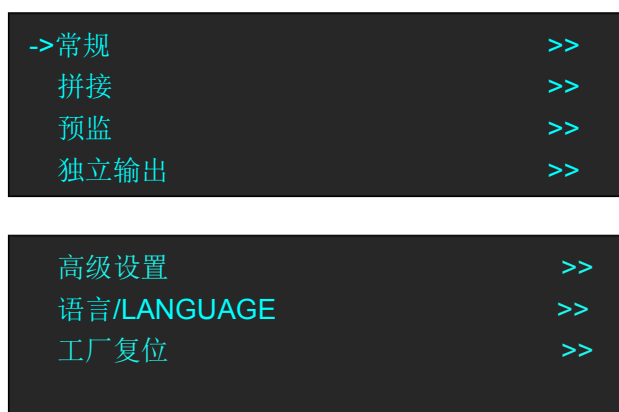 ->常规 >>
拼接 >>
预监 >>
独立输出 >>
高级设置 >>
语言/LANGUAGE >>
工厂复位 >>